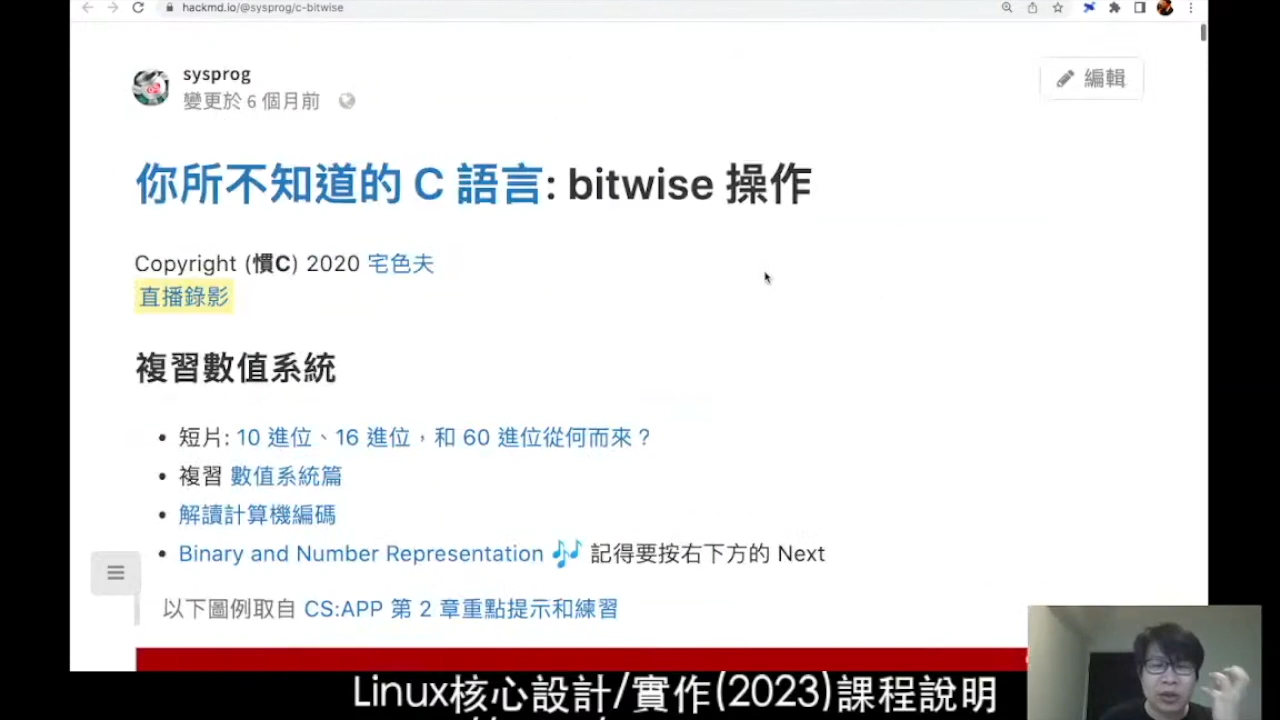 hackmd.io/@sysprog/c-bitwise
sysprog
變更於 6 個月前
編輯
你所不知道的 C 語言: bitwise 操作
Copyright (慣C) 2020 宅色夫
直播錄影
複習數值系統
• 短片: 10 進位、16 進位，和 60 進位從何而來？
• 複習 數值系統篇
• 解讀計算機編碼
• Binary and Number Representation 🎶 記得要按右下方的 Next
以下圖例取自 CS:APP 第 2 章重點提示和練習
Linux核心設計/實作(2023)課程說明